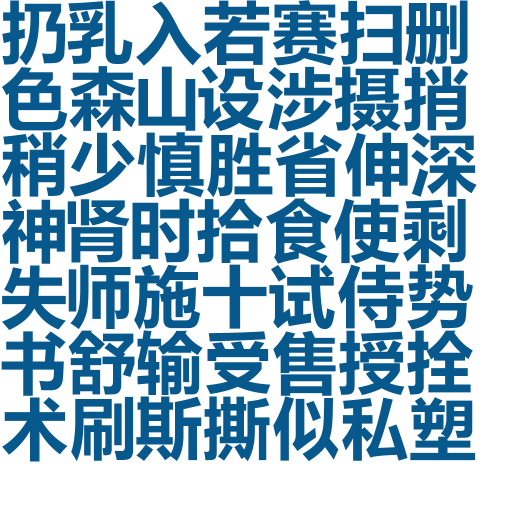 扔乳入若赛扫删
色森山设涉摄捎
稍少慎胜省伸深
神肾时拾食使剩
失师施十试侍势
书舒输受售授拴
术刷斯撕似私塑